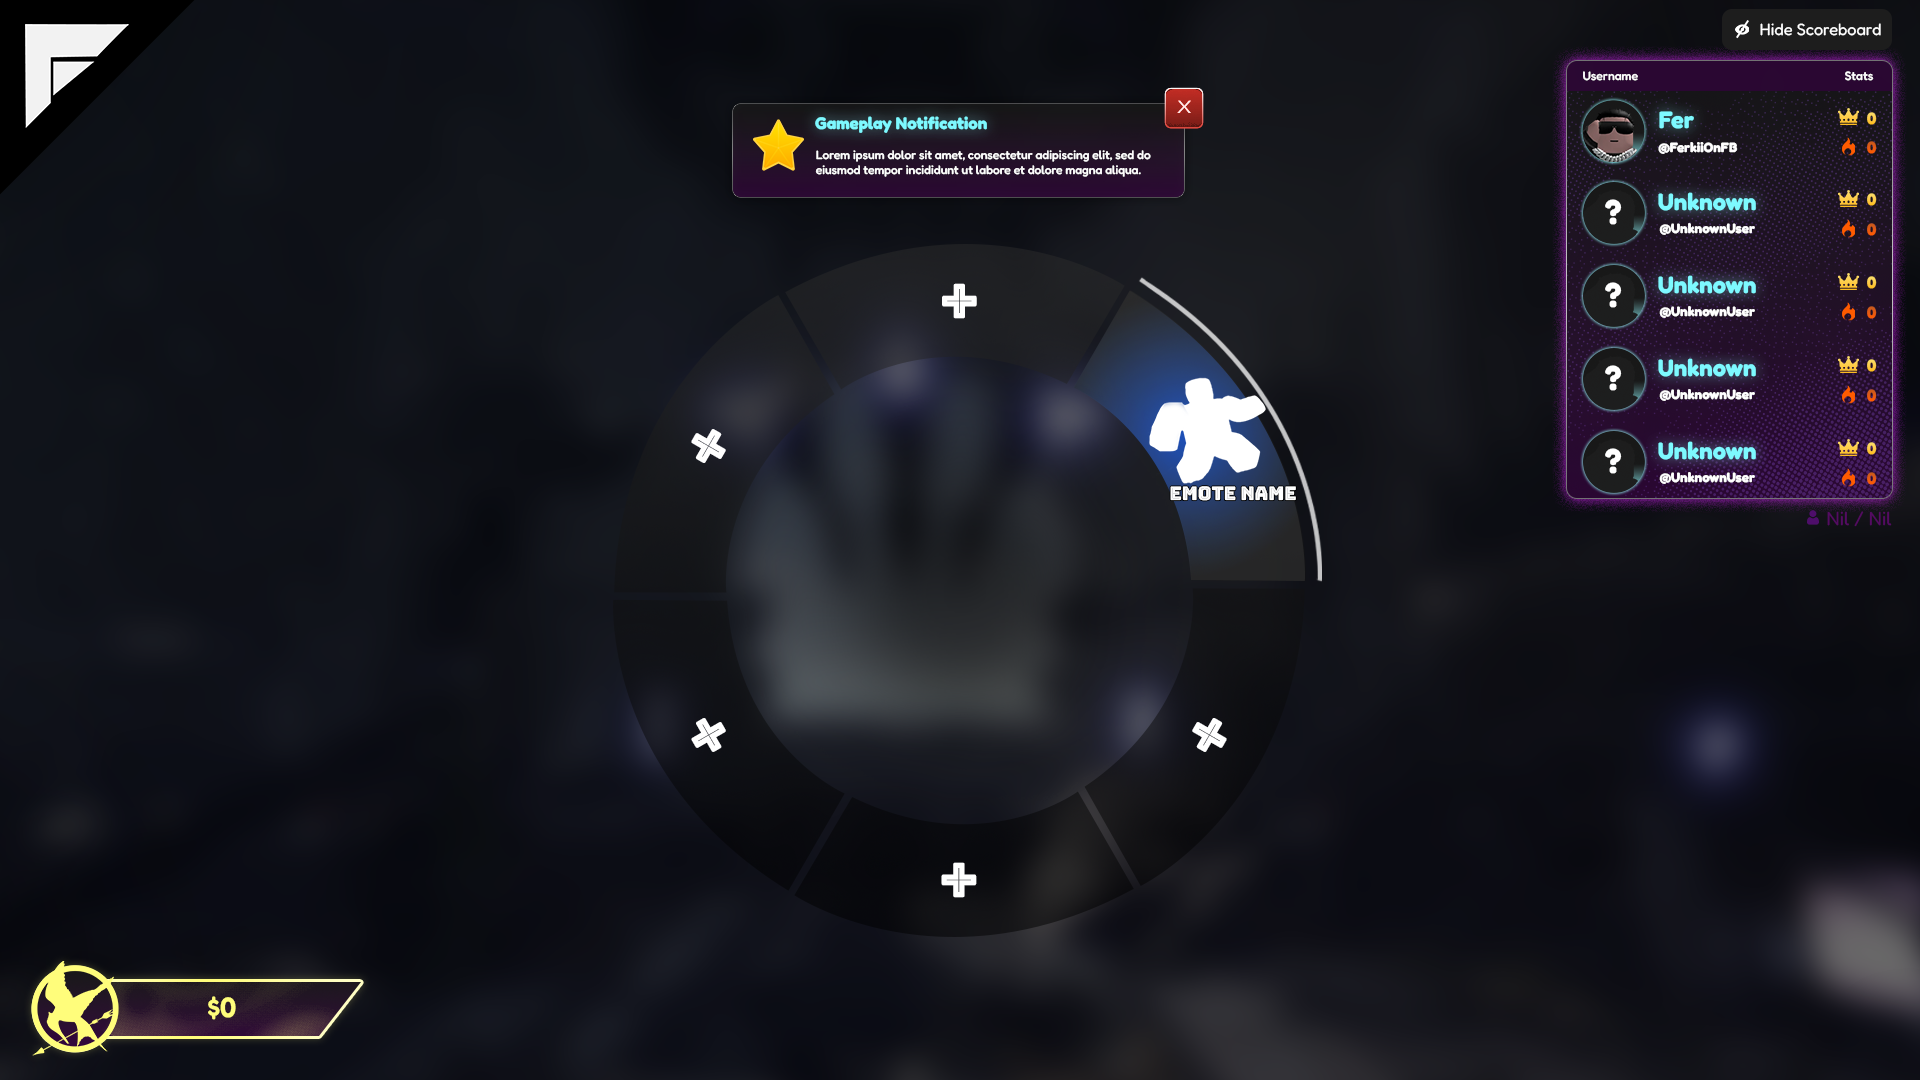 Hide Scoreboard
Username Stats
Gameplay Notification
Lorem ipsum dolor sit amet, consectetur adipiscing elit, sed do
eiusmod tempor incididunt ut labore et dolore magna aliqua.
Fer 0
@FerkiiOnFB 0
? Unknown 0
@UnknownUser 0
? Unknown 0
@UnknownUser 0
? Unknown 0
@UnknownUser 0
? Unknown 0
@UnknownUser 0
Nil / Nil
EMOTE NAME
$0